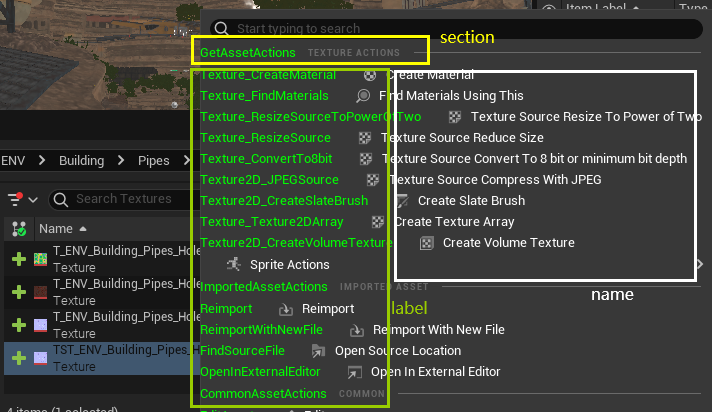 Item Label
Type
Start typing to search
section
GetAssetActions TEXTURE ACTIONS
Texture_CreateMaterial Create Material
Texture_FindMaterials Find Materials Using This
Texture_ResizeSourceToPowerOfTwo Texture Source Resize To Power of Two
Texture_ResizeSource Texture Source Reduce Size
Texture_ConvertTo8bit Texture Source Convert To 8 bit or minimum bit depth
Texture2D_JPEGSource Texture Source Compress With JPEG
Texture2D_CreateSlateBrush Create Slate Brush
Texture_Texture2DArray Create Texture Array
Texture2D_CreateVolumeTexture Create Volume Texture
Sprite Actions
ImportedAssetActions IMPORTED ASSET
name
label
Reimport Reimport
ReimportWithNewFile Reimport With New File
FindSourceFile Open Source Location
OpenInExternalEditor Open In External Editor
CommonAssetActions COMMON
ENV > Building > Pipes
Search Textures
Name
T_ENV_Building_Pipes_Hole
Texture
T_ENV_Building_Pipes_Hole
Texture
T_ENV_Building_Pipes_Hole
Texture
TST_ENV_Building_Pipes_H
Texture
4 items (1 selected)